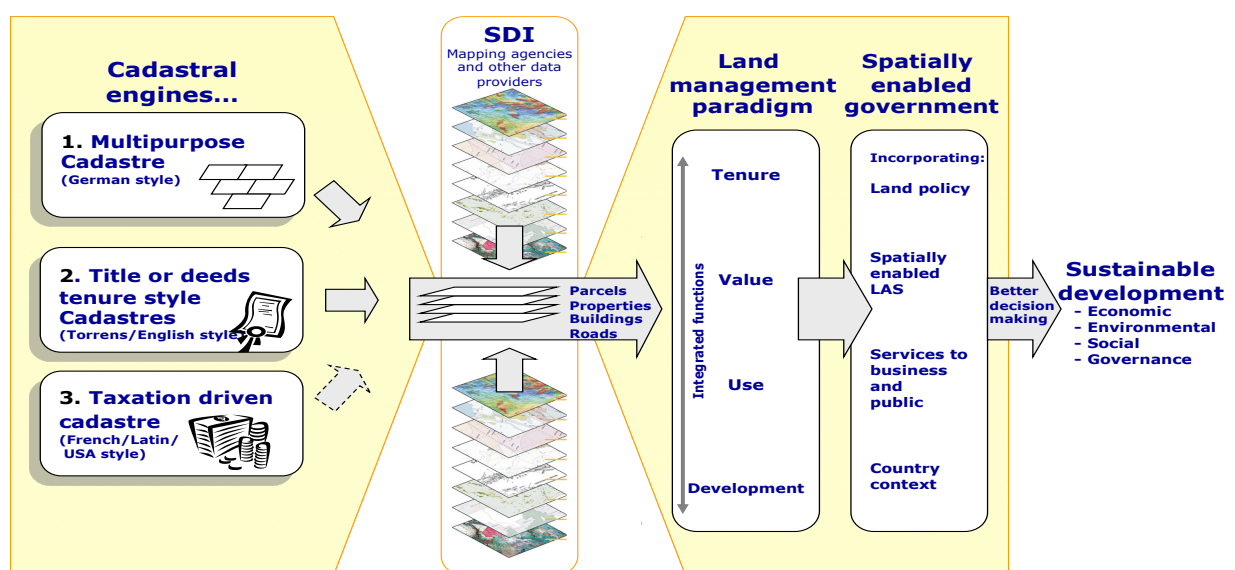 Cadastral
engines...
1. Multipurpose
Cadastre
(German style)
2. Title or deeds
tenure style
Cadastres
(Torrens/English style)
3. Taxation driven
cadastre
(French/Latin/
USA style)
SDI
Mapping agencies
and other data
providers
Parcels
Properties
Buildings
Roads
Land
management
paradigm
Integrated functions
Tenure
Value
Use
Development
Spatially
enabled
government
Incorporating:
Land policy
Spatially
enabled
LAS
Services to
business
and
public
Country
context
Better
decision
making
Sustainable
development
- Economic
- Environmental
- Social
- Governance